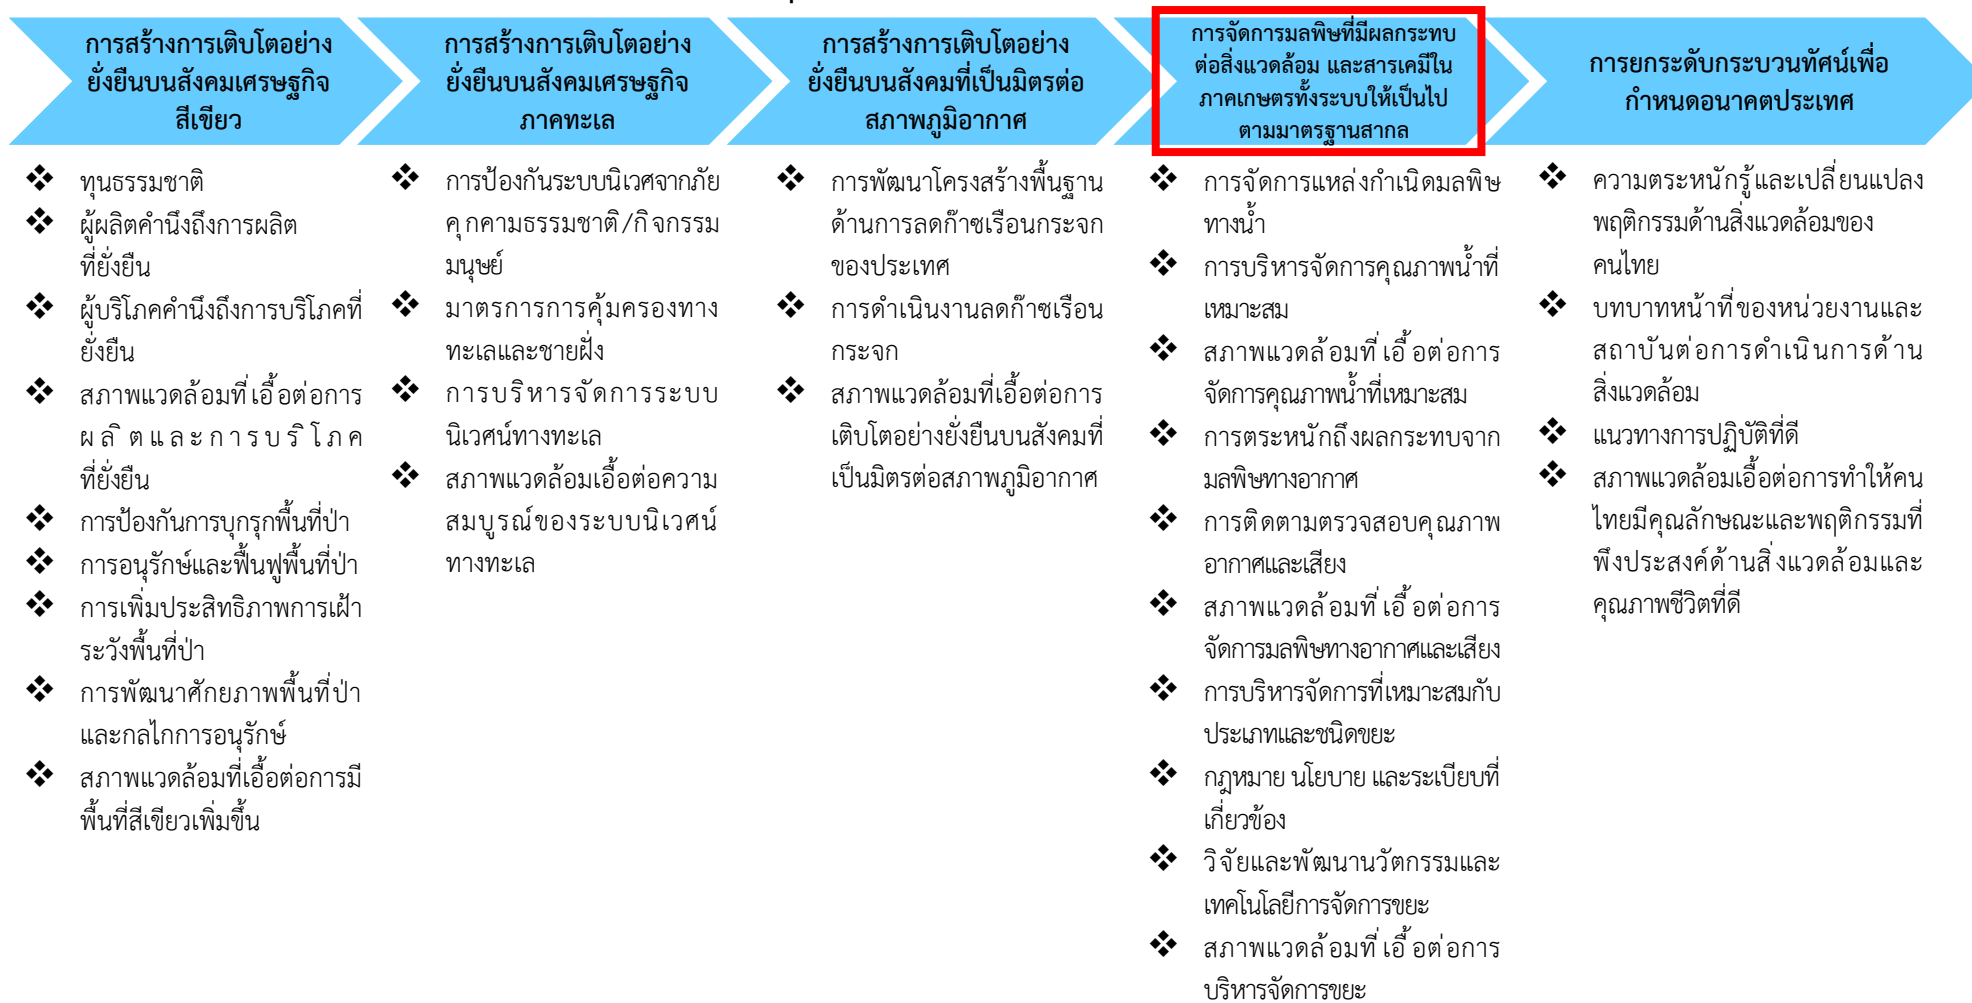 การสร้างการเติบโตอย่าง
ยั่งยืนบนสังคมเศรษฐกิจ
สีเขียว
❖ ทุนธรรมชาติ
❖ ผู้ผลิตคำนึงถึงการผลิต
ที่ยั่งยืน
❖ ผู้บริโภคคำนึงถึงการบริโภคที่
ยั่งยืน
❖ สภาพแวดล้อมที่เอื้อต่อการ
ผลิตและการบริโภค
ที่ยั่งยืน
❖ การป้องกันการบุกรุกพื้นที่ป่า
❖ การอนุรักษ์และฟื้นฟูพื้นที่ป่า
❖ การเพิ่มประสิทธิภาพการเฝ้า
ระวังพื้นที่ป่า
❖ การพัฒนาศักยภาพพื้นที่ป่า
และกลไกการอนุรักษ์
❖ สภาพแวดล้อมที่เอื้อต่อการมี
พื้นที่สีเขียวเพิ่มขึ้น
การสร้างการเติบโตอย่าง
ยั่งยืนบนสังคมเศรษฐกิจ
ภาคทะเล
❖ การป้องกันระบบนิเวศจากภัย
คุกคามธรรมชาติ/กิจกรรม
มนุษย์
❖ มาตรการการคุ้มครองทาง
ทะเลและชายฝั่ง
❖ การบริหารจัดการระบบ
นิเวศน์ทางทะเล
❖ สภาพแวดล้อมเอื้อต่อความ
สมบูรณ์ของระบบนิเวศน์
ทางทะเล
การสร้างการเติบโตอย่าง
ยั่งยืนบนสังคมที่เป็นมิตรต่อ
สภาพภูมิอากาศ
❖ การพัฒนาโครงสร้างพื้นฐาน
ด้านการลดก๊าซเรือนกระจก
ของประเทศ
❖ การดำเนินงานลดก๊าซเรือน
กระจก
❖ สภาพแวดล้อมที่เอื้อต่อการ
เติบโตอย่างยั่งยืนบนสังคมที่
เป็นมิตรต่อสภาพภูมิอากาศ
การจัดการมลพิษที่มีผลกระทบ
ต่อสิ่งแวดล้อม และสารเคมีใน
ภาคเกษตรทั้งระบบให้เป็นไป
ตามมาตรฐานสากล
❖ การจัดการแหล่งกำเนิดมลพิษ
ทางน้ำ
❖ การบริหารจัดการคุณภาพน้ำที่
เหมาะสม
❖ สภาพแวดล้อมที่เอื้อต่อการ
จัดการคุณภาพน้ำที่เหมาะสม
❖ การตระหนักถึงผลกระทบจาก
มลพิษทางอากาศ
❖ การติดตามตรวจสอบคุณภาพ
อากาศและเสียง
❖ สภาพแวดล้อมที่เอื้อต่อการ
จัดการมลพิษทางอากาศและเสียง
❖ การบริหารจัดการที่เหมาะสมกับ
ประเภทและชนิดขยะ
❖ กฎหมาย นโยบาย และระเบียบที่
เกี่ยวข้อง
❖ วิจัยและพัฒนานวัตกรรมและ
เทคโนโลยีการจัดการขยะ
❖ สภาพแวดล้อมที่เอื้อต่อการ
บริหารจัดการขยะ
การยกระดับกระบวนทัศน์เพื่อ
กำหนดอนาคตประเทศ
❖ ความตระหนักรู้และเปลี่ยนแปลง
พฤติกรรมด้านสิ่งแวดล้อมของ
คนไทย
❖ บทบาทหน้าที่ของหน่วยงานและ
สถาบันต่อการดำเนินการด้าน
สิ่งแวดล้อม
❖ แนวทางการปฏิบัติที่ดี
❖ สภาพแวดล้อมเอื้อต่อการทำให้คน
ไทยมีคุณลักษณะและพฤติกรรมที่
พึงประสงค์ด้านสิ่งแวดล้อมและ
คุณภาพชีวิตที่ดี